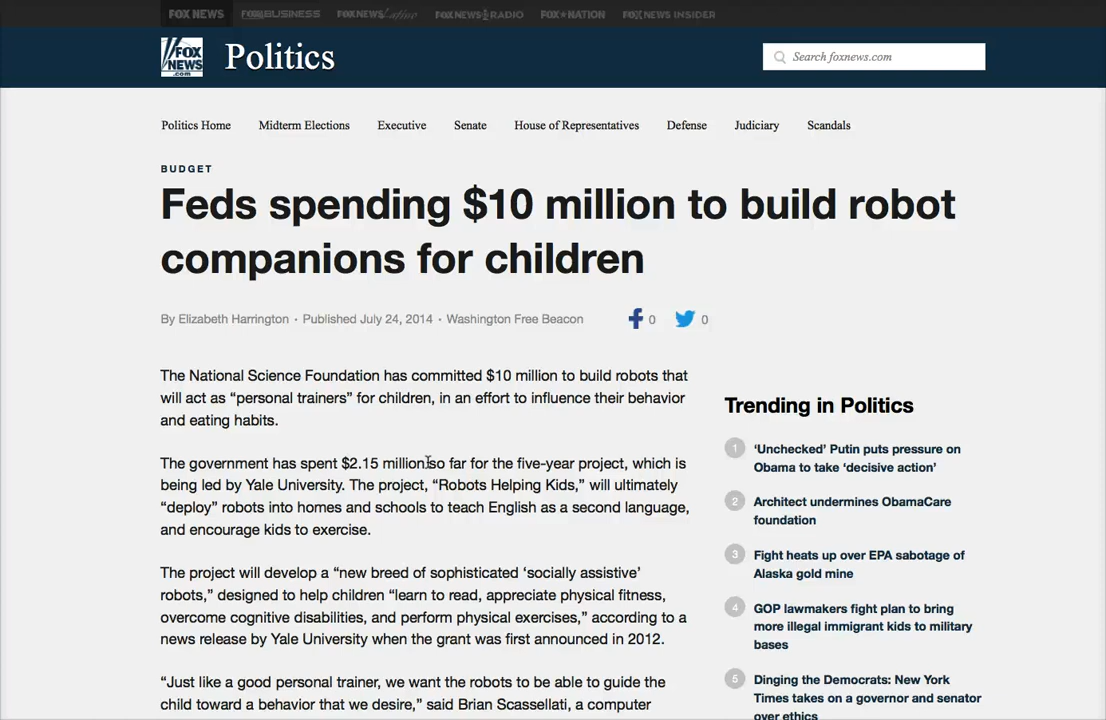 FOX NEWS FOX BUSINESS FOX NEWS Latino FOX NEWS RADIO FOX NATION FOX NEWS INSIDER
FOX
NEWS
.com
Politics
Search foxnews.com
Politics Home Midterm Elections Executive Senate House of Representatives Defense Judiciary Scandals
BUDGET
Feds spending $10 million to build robot
companions for children
By Elizabeth Harrington · Published July 24, 2014 · Washington Free Beacon 0 0
The National Science Foundation has committed $10 million to build robots that
will act as “personal trainers” for children, in an effort to influence their behavior
and eating habits.
The government has spent $2.15 million so far for the five-year project, which is
being led by Yale University. The project, “Robots Helping Kids,” will ultimately
“deploy” robots into homes and schools to teach English as a second language,
and encourage kids to exercise.
The project will develop a “new breed of sophisticated ‘socially assistive’
robots,” designed to help children “learn to read, appreciate physical fitness,
overcome cognitive disabilities, and perform physical exercises,” according to a
news release by Yale University when the grant was first announced in 2012.
“Just like a good personal trainer, we want the robots to be able to guide the
child toward a behavior that we desire,” said Brian Scassellati, a computer
Trending in Politics
1 ‘Unchecked’ Putin puts pressure on
Obama to take ‘decisive action’
2 Architect undermines ObamaCare
foundation
3 Fight heats up over EPA sabotage of
Alaska gold mine
4 GOP lawmakers fight plan to bring
more illegal immigrant kids to military
bases
5 Dinging the Democrats: New York
Times takes on a governor and senator
over ethics